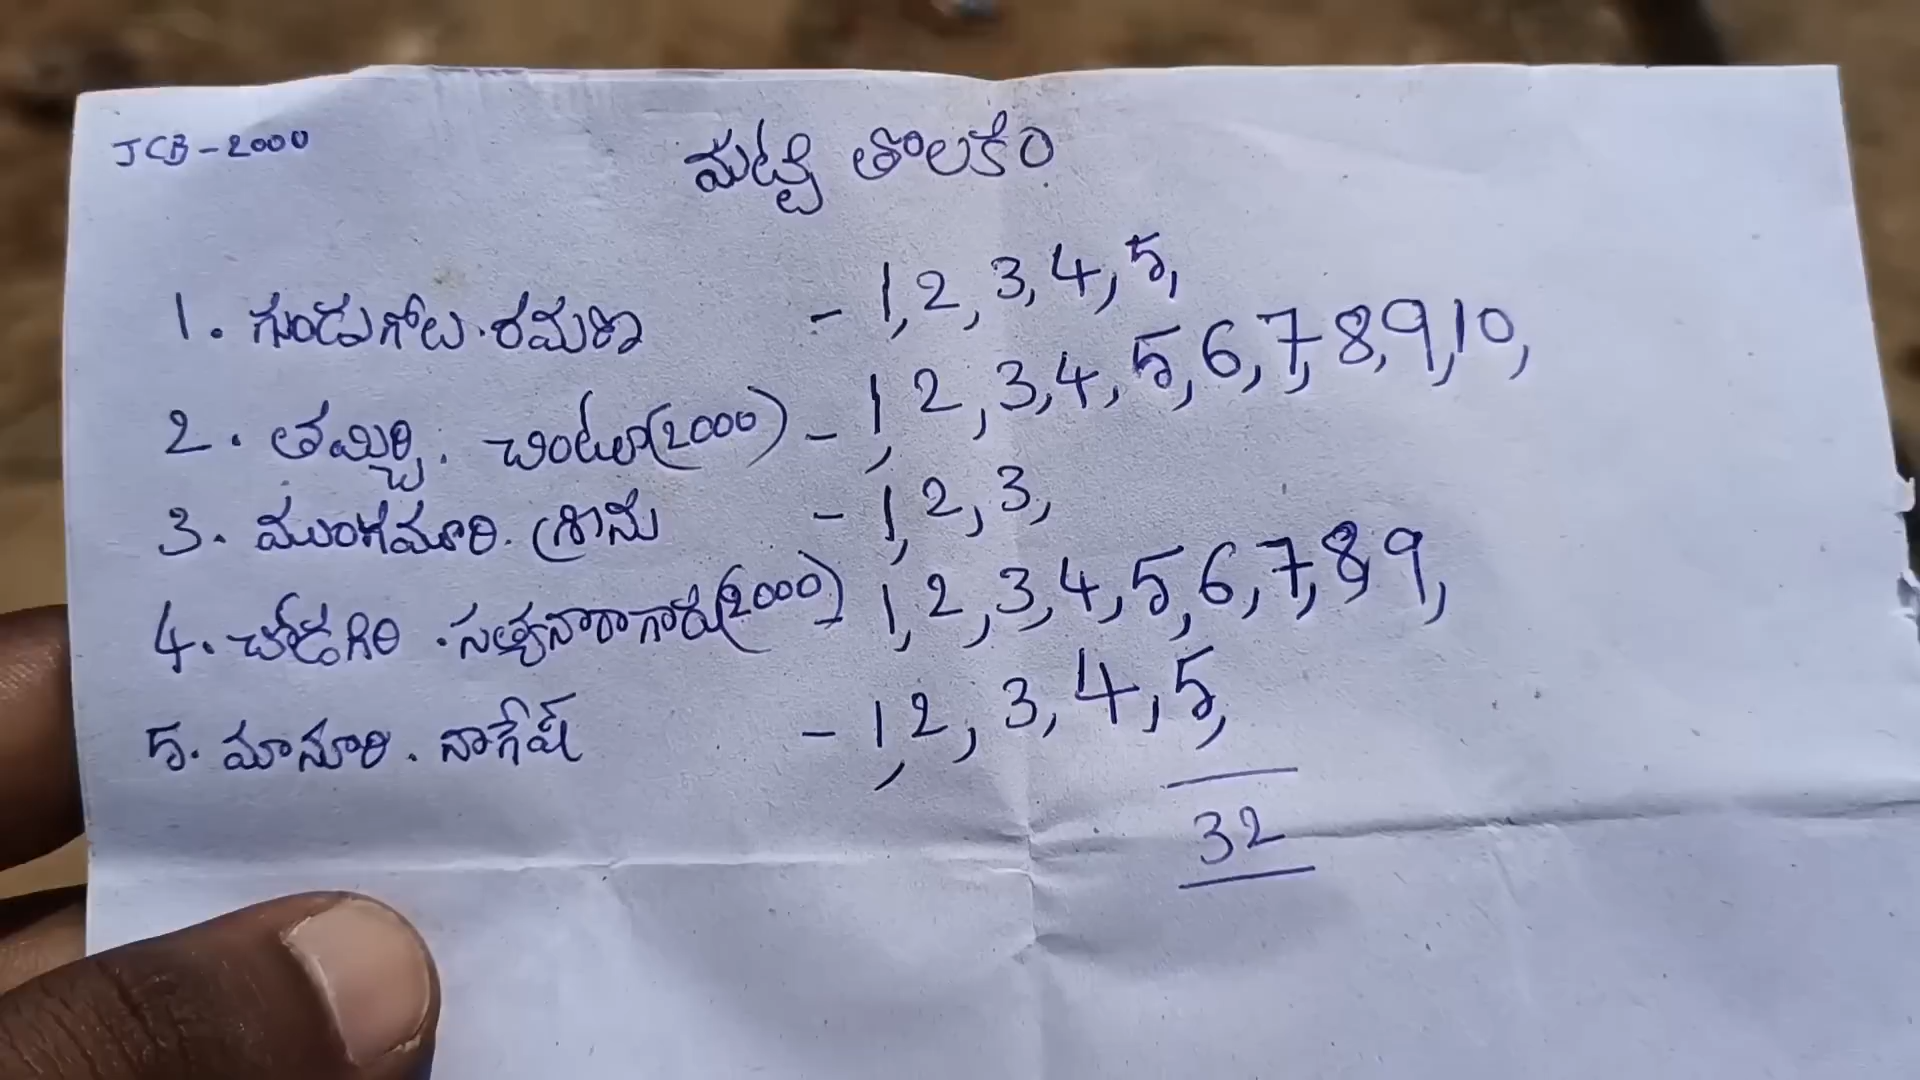 JCB - 2000
మట్టి తొలకం
1. గుండుగోలు. రమణా - 1, 2, 3, 4, 5,
2. తమ్మిర్చి. చింటూ (2000) - 1, 2, 3, 4, 5, 6, 7, 8, 9, 10,
3. ముంగమూరి. శ్రీను - 1, 2, 3,
4. చోడగిరి. సత్యనారా గారు (2000) - 1, 2, 3, 4, 5, 6, 7, 8, 9,
5. మానూరి. నాగేష్ - 1, 2, 3, 4, 5,
32